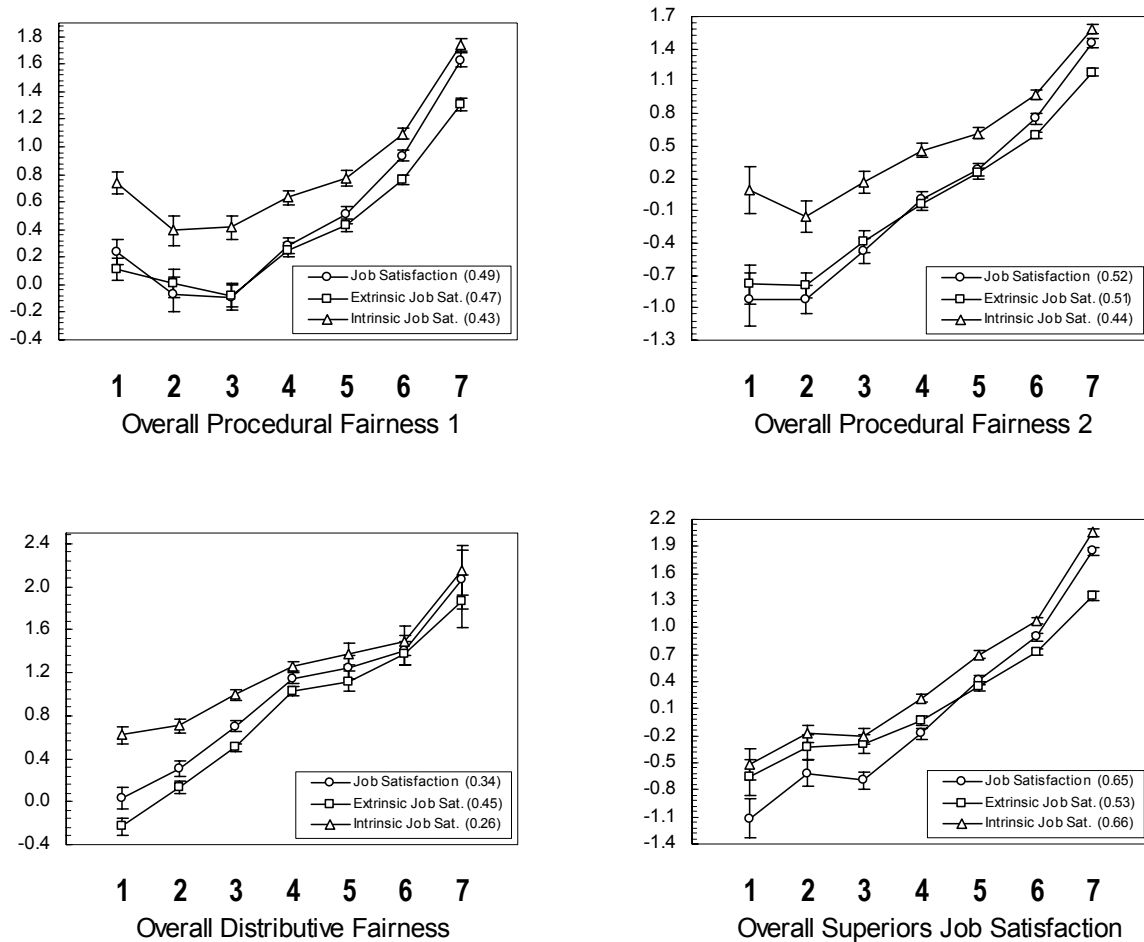 1.8
1.6
1.4
1.2
1.0
0.8
0.6
0.4
0.2
0.0
-0.2
-0.4
Job Satisfaction (0.49)
Extrinsic Job Sat. (0.47)
Intrinsic Job Sat. (0.43)
1 2 3 4 5 6 7
Overall Procedural Fairness 1
1.7
1.4
1.1
0.8
0.5
0.2
-0.1
-0.4
-0.7
-1.0
-1.3
Job Satisfaction (0.52)
Extrinsic Job Sat. (0.51)
Intrinsic Job Sat. (0.44)
1 2 3 4 5 6 7
Overall Procedural Fairness 2
2.4
2.0
1.6
1.2
0.8
0.4
0.0
-0.4
Job Satisfaction (0.34)
Extrinsic Job Sat. (0.45)
Intrinsic Job Sat. (0.26)
1 2 3 4 5 6 7
Overall Distributive Fairness
2.2
1.9
1.6
1.3
1.0
0.7
0.4
0.1
-0.2
-0.5
-0.8
-1.1
-1.4
Job Satisfaction (0.65)
Extrinsic Job Sat. (0.53)
Intrinsic Job Sat. (0.66)
1 2 3 4 5 6 7
Overall Superiors Job Satisfaction